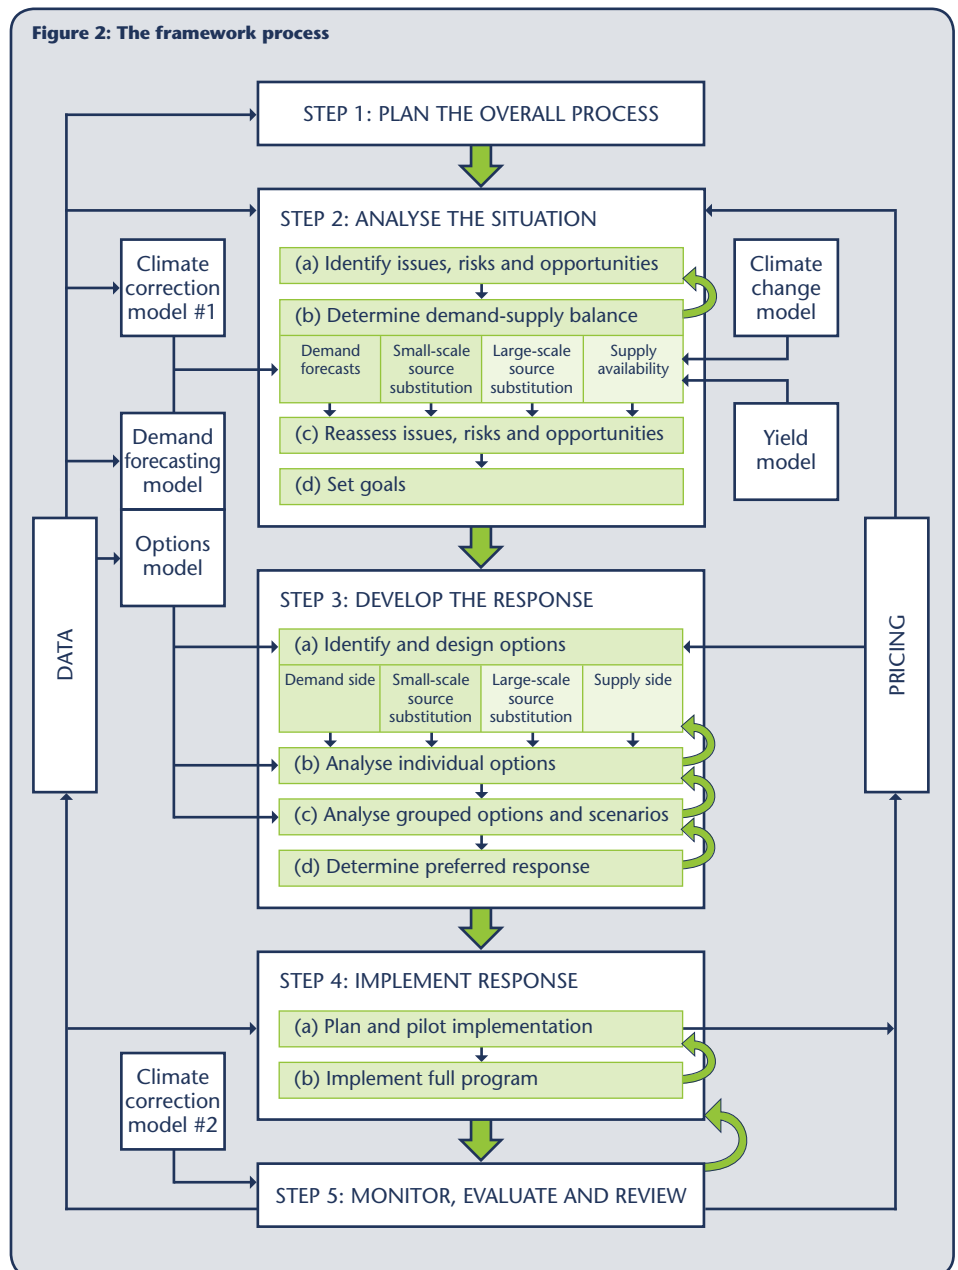 Figure 2: The framework process
STEP 1: PLAN THE OVERALL PROCESS
STEP 2: ANALYSE THE SITUATION
(a) Identify issues, risks and opportunities
(b) Determine demand-supply balance
Demand
forecasts
Small-scale
source
substitution
Large-scale
source
substitution
Supply
availability
(c) Reassess issues, risks and opportunities
(d) Set goals
Climate
correction
model #1
Demand
forecasting
model
Options
model
Climate
change
model
Yield
model
DATA
PRICING
STEP 3: DEVELOP THE RESPONSE
(a) Identify and design options
Demand side
Small-scale
source
substitution
Large-scale
source
substitution
Supply side
(b) Analyse individual options
(c) Analyse grouped options and scenarios
(d) Determine preferred response
STEP 4: IMPLEMENT RESPONSE
(a) Plan and pilot implementation
(b) Implement full program
Climate
correction
model #2
STEP 5: MONITOR, EVALUATE AND REVIEW